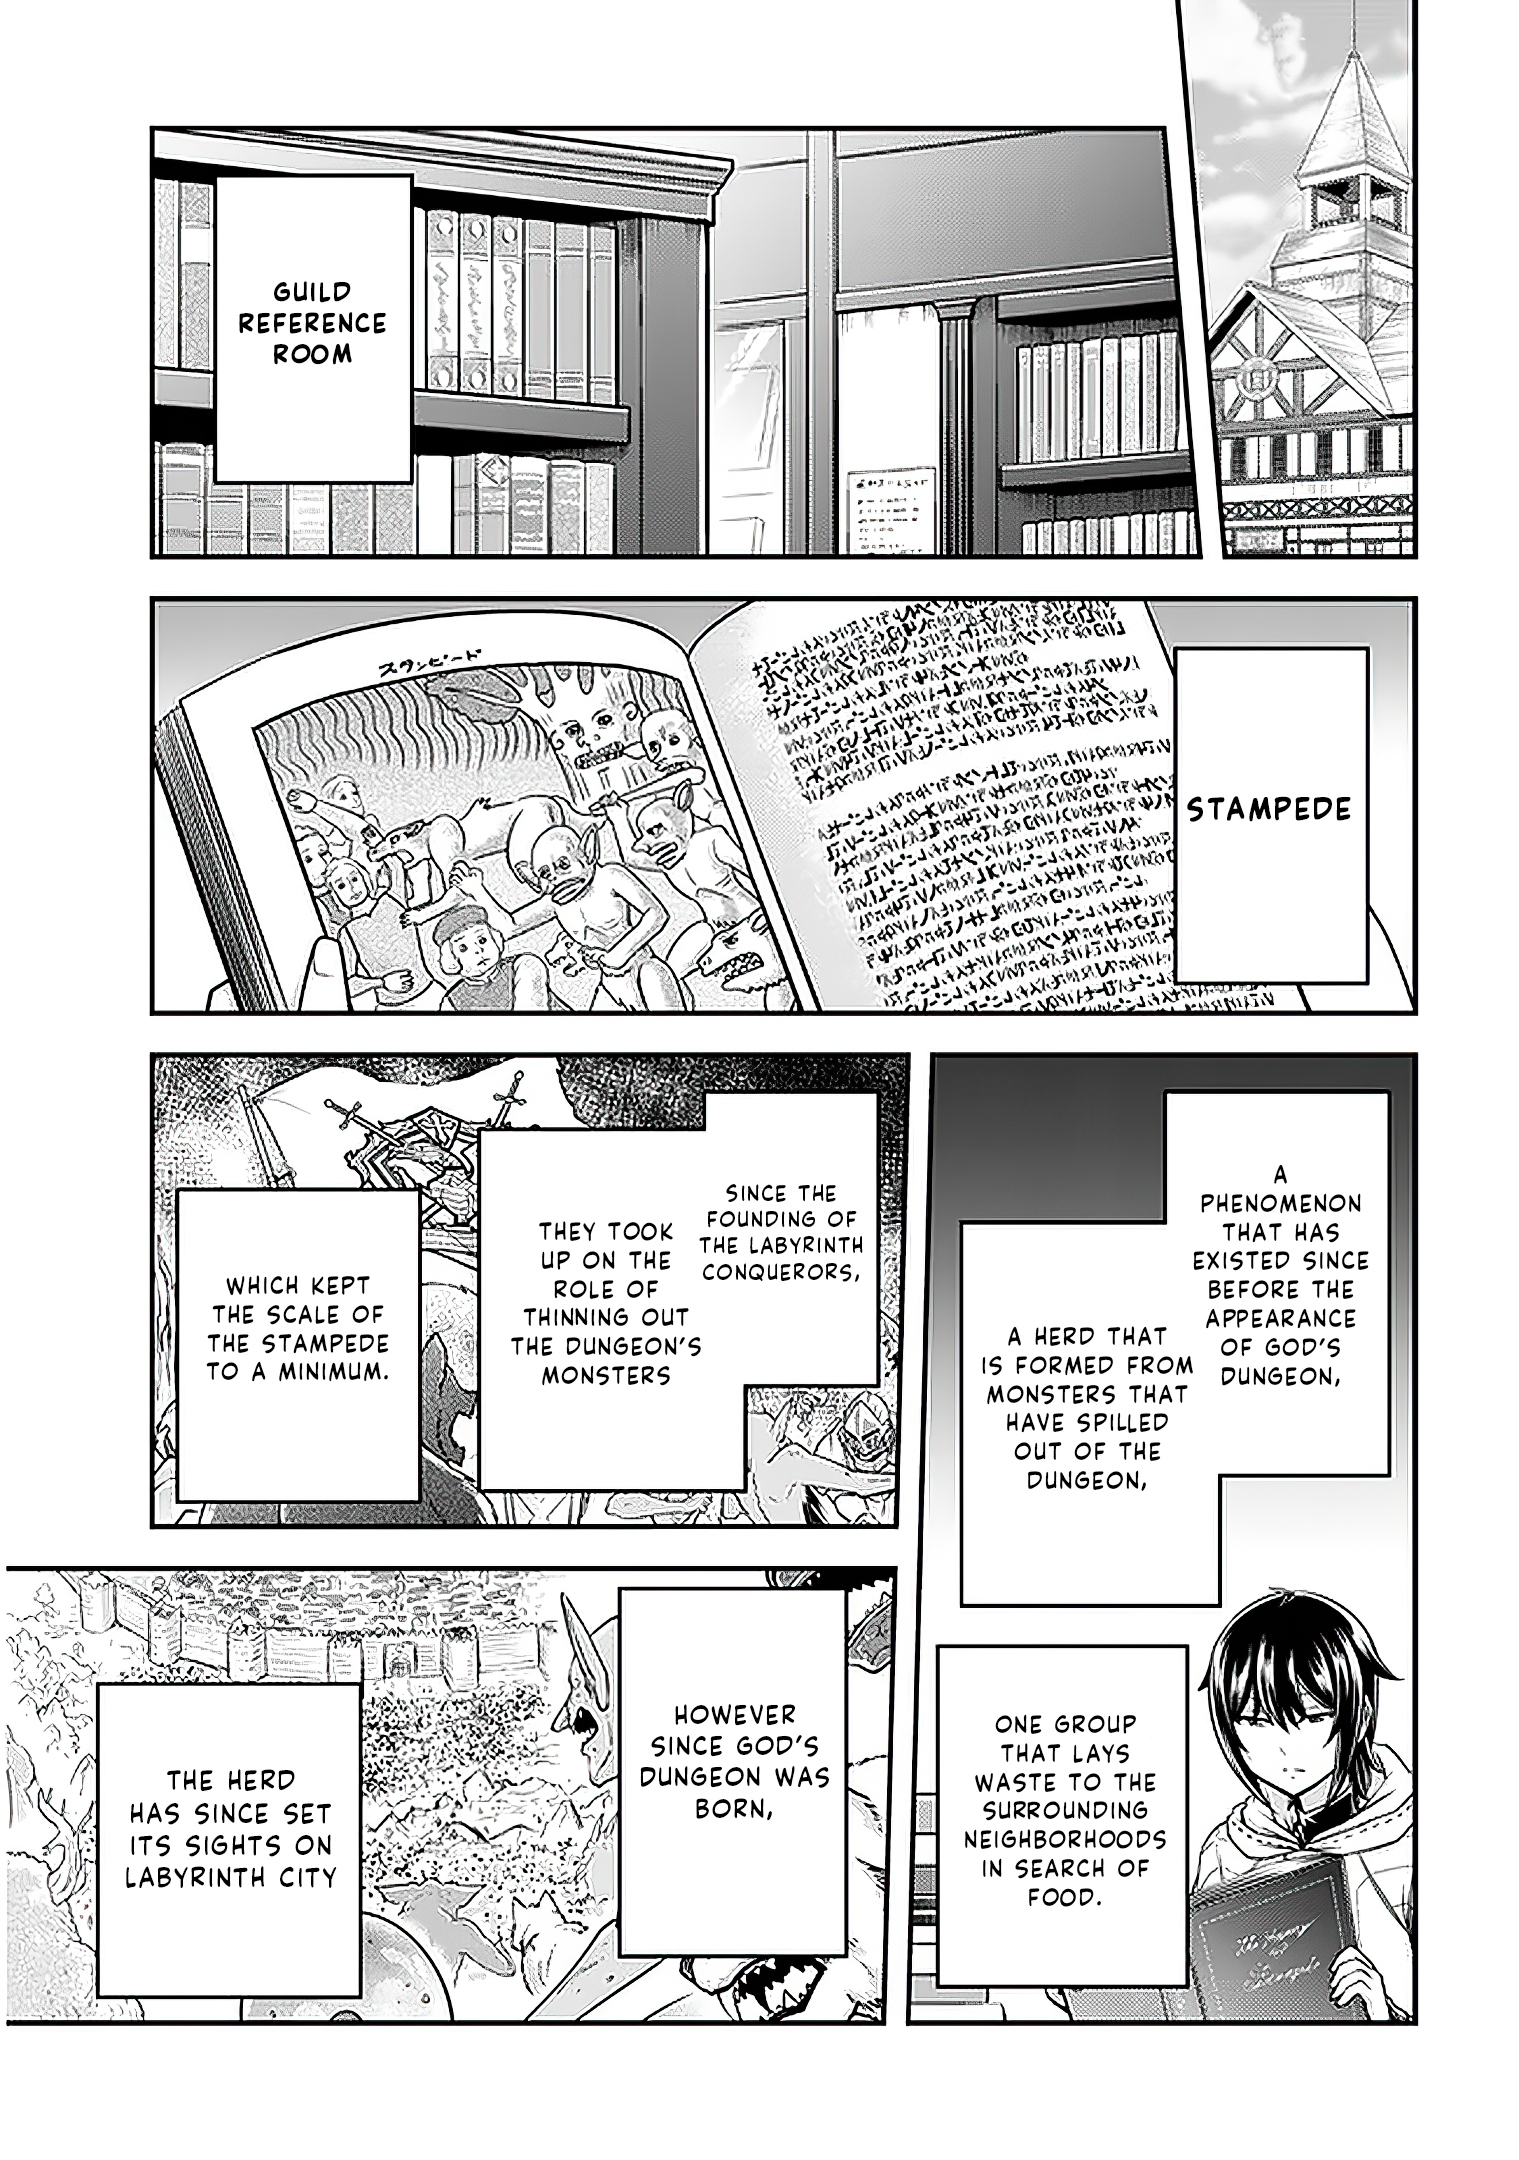 GUILD
REFERENCE
ROOM
スタンピード
STAMPEDE
A
PHENOMENON
THAT HAS
EXISTED SINCE
BEFORE THE
APPEARANCE
OF GOD'S
DUNGEON,
A HERD THAT
IS FORMED FROM
MONSTERS THAT
HAVE SPILLED
OUT OF THE
DUNGEON,
ONE GROUP
THAT LAYS
WASTE TO THE
SURROUNDING
NEIGHBORHOODS
IN SEARCH OF
FOOD.
SINCE THE
FOUNDING OF
THE LABYRINTH
CONQUERORS,
THEY TOOK
UP ON THE
ROLE OF
THINNING OUT
THE DUNGEON'S
MONSTERS
WHICH KEPT
THE SCALE OF
THE STAMPEDE
TO A MINIMUM.
HOWEVER
SINCE GOD'S
DUNGEON WAS
BORN,
THE HERD
HAS SINCE SET
ITS SIGHTS ON
LABYRINTH CITY